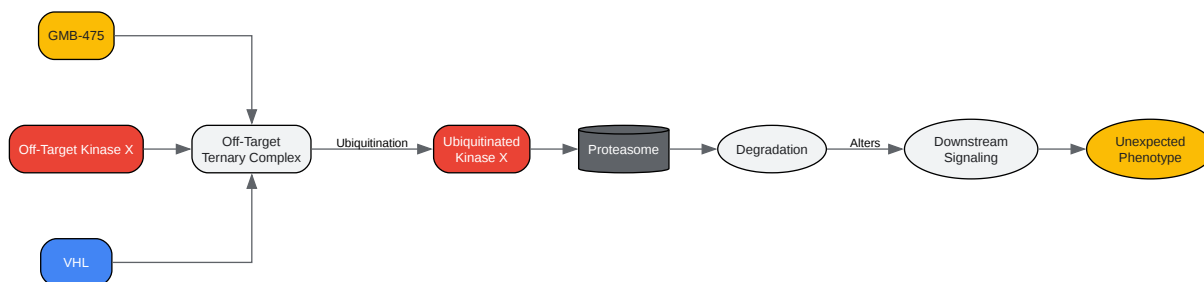 GMB-475
Off-Target Kinase X
Off-Target
Ternary Complex
Ubiquitination
Ubiquitinated
Kinase X
Proteasome
Degradation
Alters
Downstream
Signaling
Unexpected
Phenotype
VHL